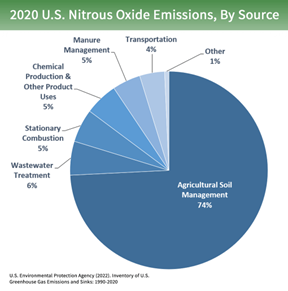 2020 U.S. Nitrous Oxide Emissions, By Source
Manure
Management
5%
Transportation
4%
Other
1%
Chemical
Production &
Other Product
Uses
5%
Stationary
Combustion
5%
Wastewater
Treatment
6%
Agricultural Soil
Management
74%
U.S. Environmental Protection Agency (2022). Inventory of U.S.
Greenhouse Gas Emissions and Sinks: 1990-2020